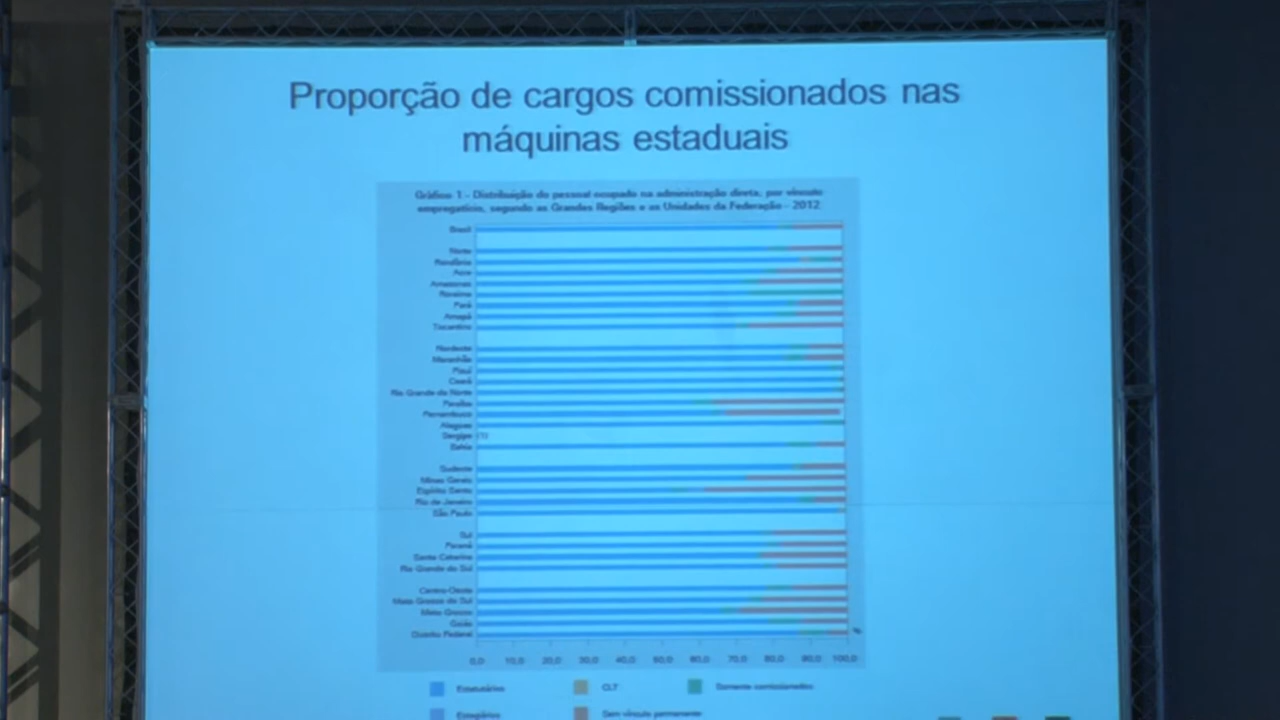 Proporção de cargos comissionados nas
máquinas estaduais
Gráfico 1 - Distribuição do pessoal ocupado na administração direta, por vínculo
empregatício, segundo as Grandes Regiões e as Unidades da Federação - 2012
Brasil
Norte
Rondônia
Acre
Amazonas
Roraima
Pará
Amapá
Tocantins
Nordeste
Maranhão
Piauí
Ceará
Rio Grande do Norte
Paraíba
Pernambuco
Alagoas
Sergipe (1)
Bahia
Sudeste
Minas Gerais
Espírito Santo
Rio de Janeiro
São Paulo
Sul
Paraná
Santa Catarina
Rio Grande do Sul
Centro-Oeste
Mato Grosso do Sul
Mato Grosso
Goiás
Distrito Federal
%
0,0 10,0 20,0 30,0 40,0 50,0 60,0 70,0 80,0 90,0 100,0
Estatutários CLT Somente comissionados
Estagiários Sem vínculo permanente